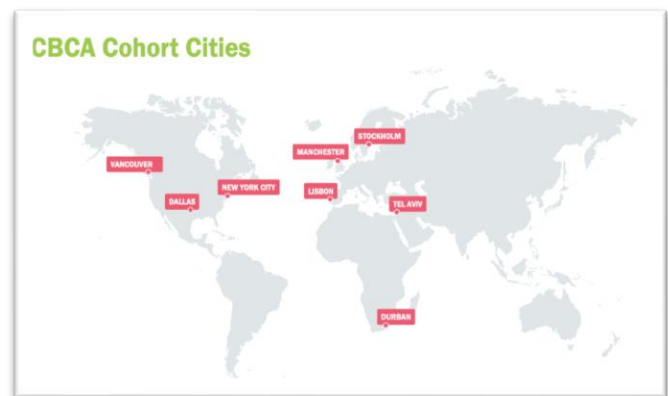 CBCA Cohort Cities
STOCKHOLM
MANCHESTER
VANCOUVER
NEW YORK CITY
LISBON
DALLAS
TEL AVIV
DURBAN